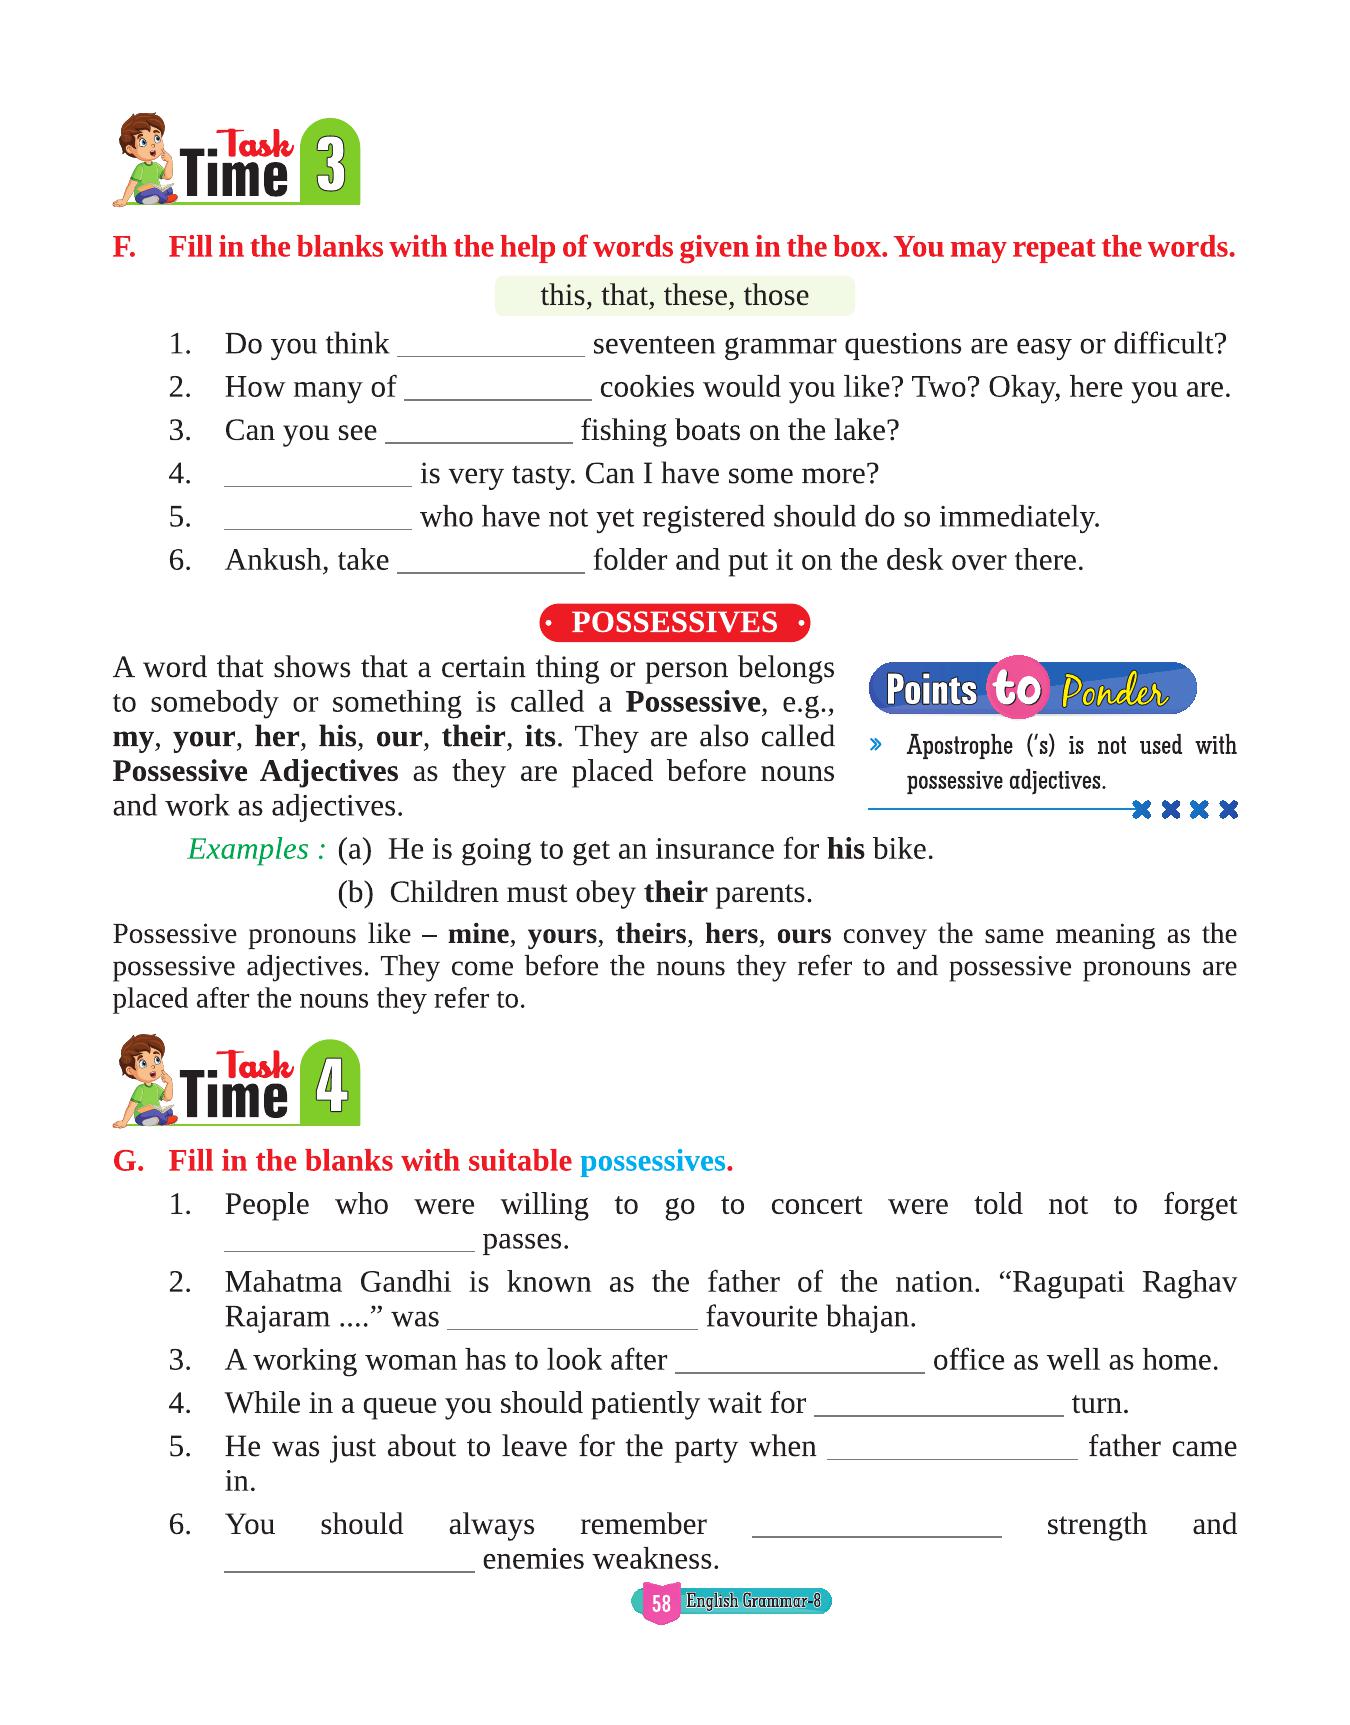 Task
Time 3
F. Fill in the blanks with the help of words given in the box. You may repeat the words.
this, that, these, those
1. Do you think ____________ seventeen grammar questions are easy or difficult?
2. How many of ____________ cookies would you like? Two? Okay, here you are.
3. Can you see ____________ fishing boats on the lake?
4. ____________ is very tasty. Can I have some more?
5. ____________ who have not yet registered should do so immediately.
6. Ankush, take ____________ folder and put it on the desk over there.
• POSSESSIVES •
A word that shows that a certain thing or person belongs
to somebody or something is called a Possessive, e.g.,
my, your, her, his, our, their, its. They are also called
Possessive Adjectives as they are placed before nouns
and work as adjectives.
Points to Ponder
» Apostrophe (’s) is not used with
possessive adjectives.
Examples : (a) He is going to get an insurance for his bike.
(b) Children must obey their parents.
Possessive pronouns like – mine, yours, theirs, hers, ours convey the same meaning as the
possessive adjectives. They come before the nouns they refer to and possessive pronouns are
placed after the nouns they refer to.
Task
Time 4
G. Fill in the blanks with suitable possessives.
1. People who were willing to go to concert were told not to forget
________________ passes.
2. Mahatma Gandhi is known as the father of the nation. “Ragupati Raghav
Rajaram ....” was ________________ favourite bhajan.
3. A working woman has to look after ________________ office as well as home.
4. While in a queue you should patiently wait for ________________ turn.
5. He was just about to leave for the party when ________________ father came
in.
6. You should always remember ________________ strength and
________________ enemies weakness.
58 English Grammar-8